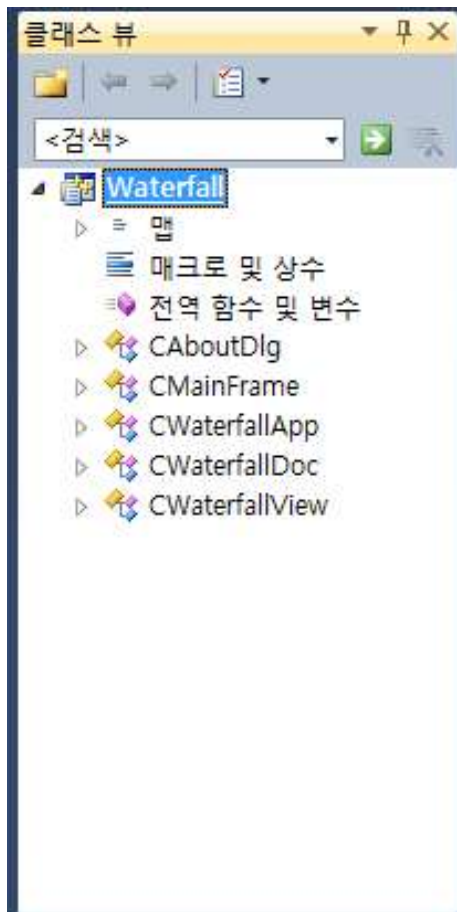 클래스 뷰
<검색>
Waterfall
맵
매크로 및 상수
전역 함수 및 변수
CAboutDlg
CMainFrame
CWaterfallApp
CWaterfallDoc
CWaterfallView